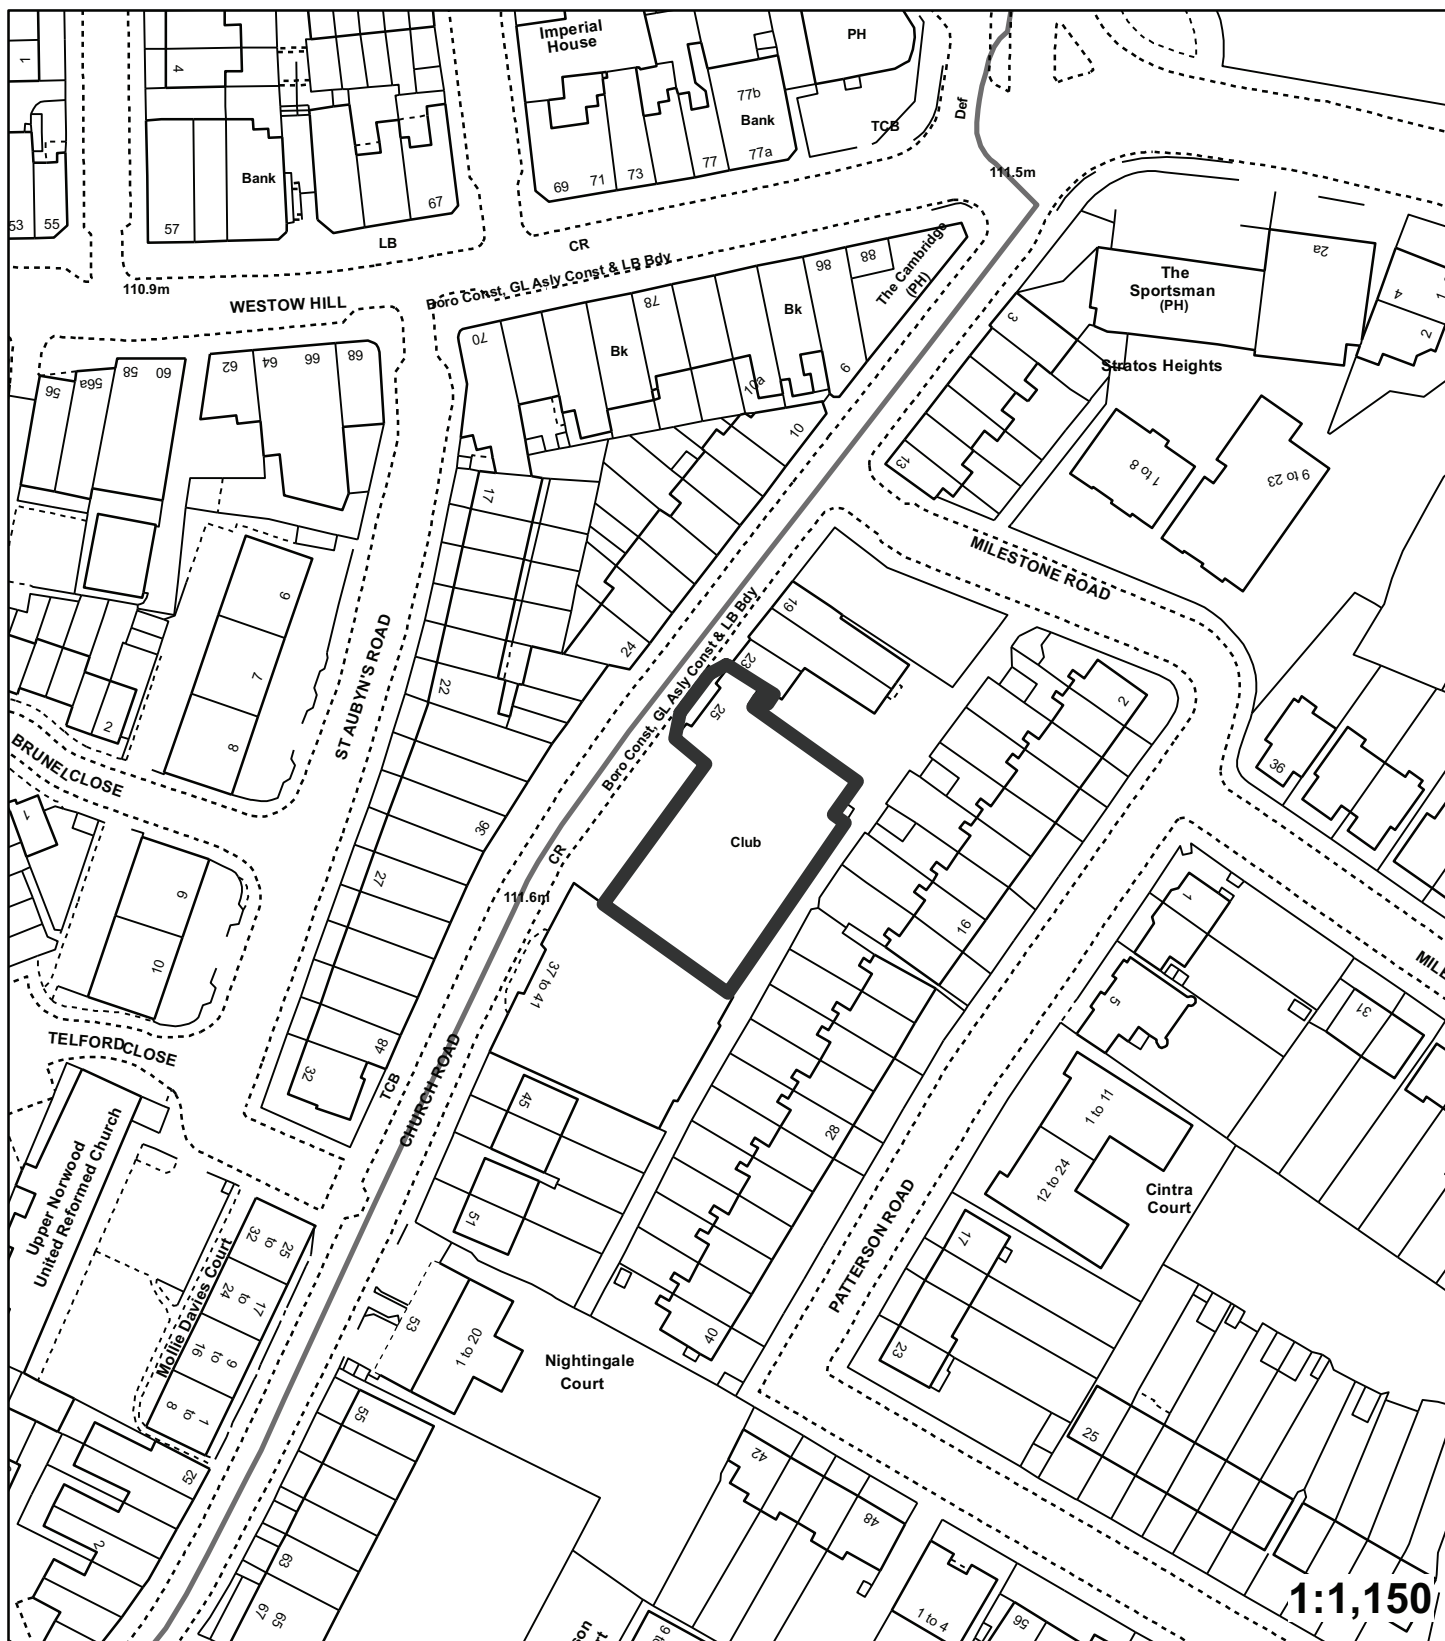 1
4
Imperial
House
PH
77b
Bank
77a
TCB
Def
111.5m
53
55
57
Bank
67
69
71
73
77
LB
CR
110.9m
WESTOW HILL
Boro Const, GL Asly Const & LB Bdy
70
78
86
88
Bk
Bk
The Cambridge
(PH)
The
Sportsman
(PH)
2a
4
1
2
3
Stratos Heights
56
56a
58
60
62
64
66
68
10a
6
10
13
1 to 8
9 to 23
17
MILESTONE ROAD
9
7
8
ST AUBYN'S ROAD
24
22
19
23
25
Boro Const, GL Asly Const & LB Bdy
2
2
36
BRUNEL CLOSE
1
36
27
CR
111.6m
Club
6
10
16
1
MILE
5
31
37 to 41
TELFORD CLOSE
48
32
TCB
CHURCH ROAD
45
28
1 to 11
12 to 24
Cintra
Court
Upper Norwood
United Reformed Church
51
PATTERSON ROAD
17
23
Mollie Davies Court
25
to
32
17
to
24
9
to
16
1
to
8
53
1 to 20
40
Nightingale
Court
55
52
2
25
42
48
63
65
67
1 to 4
56
1:1,150